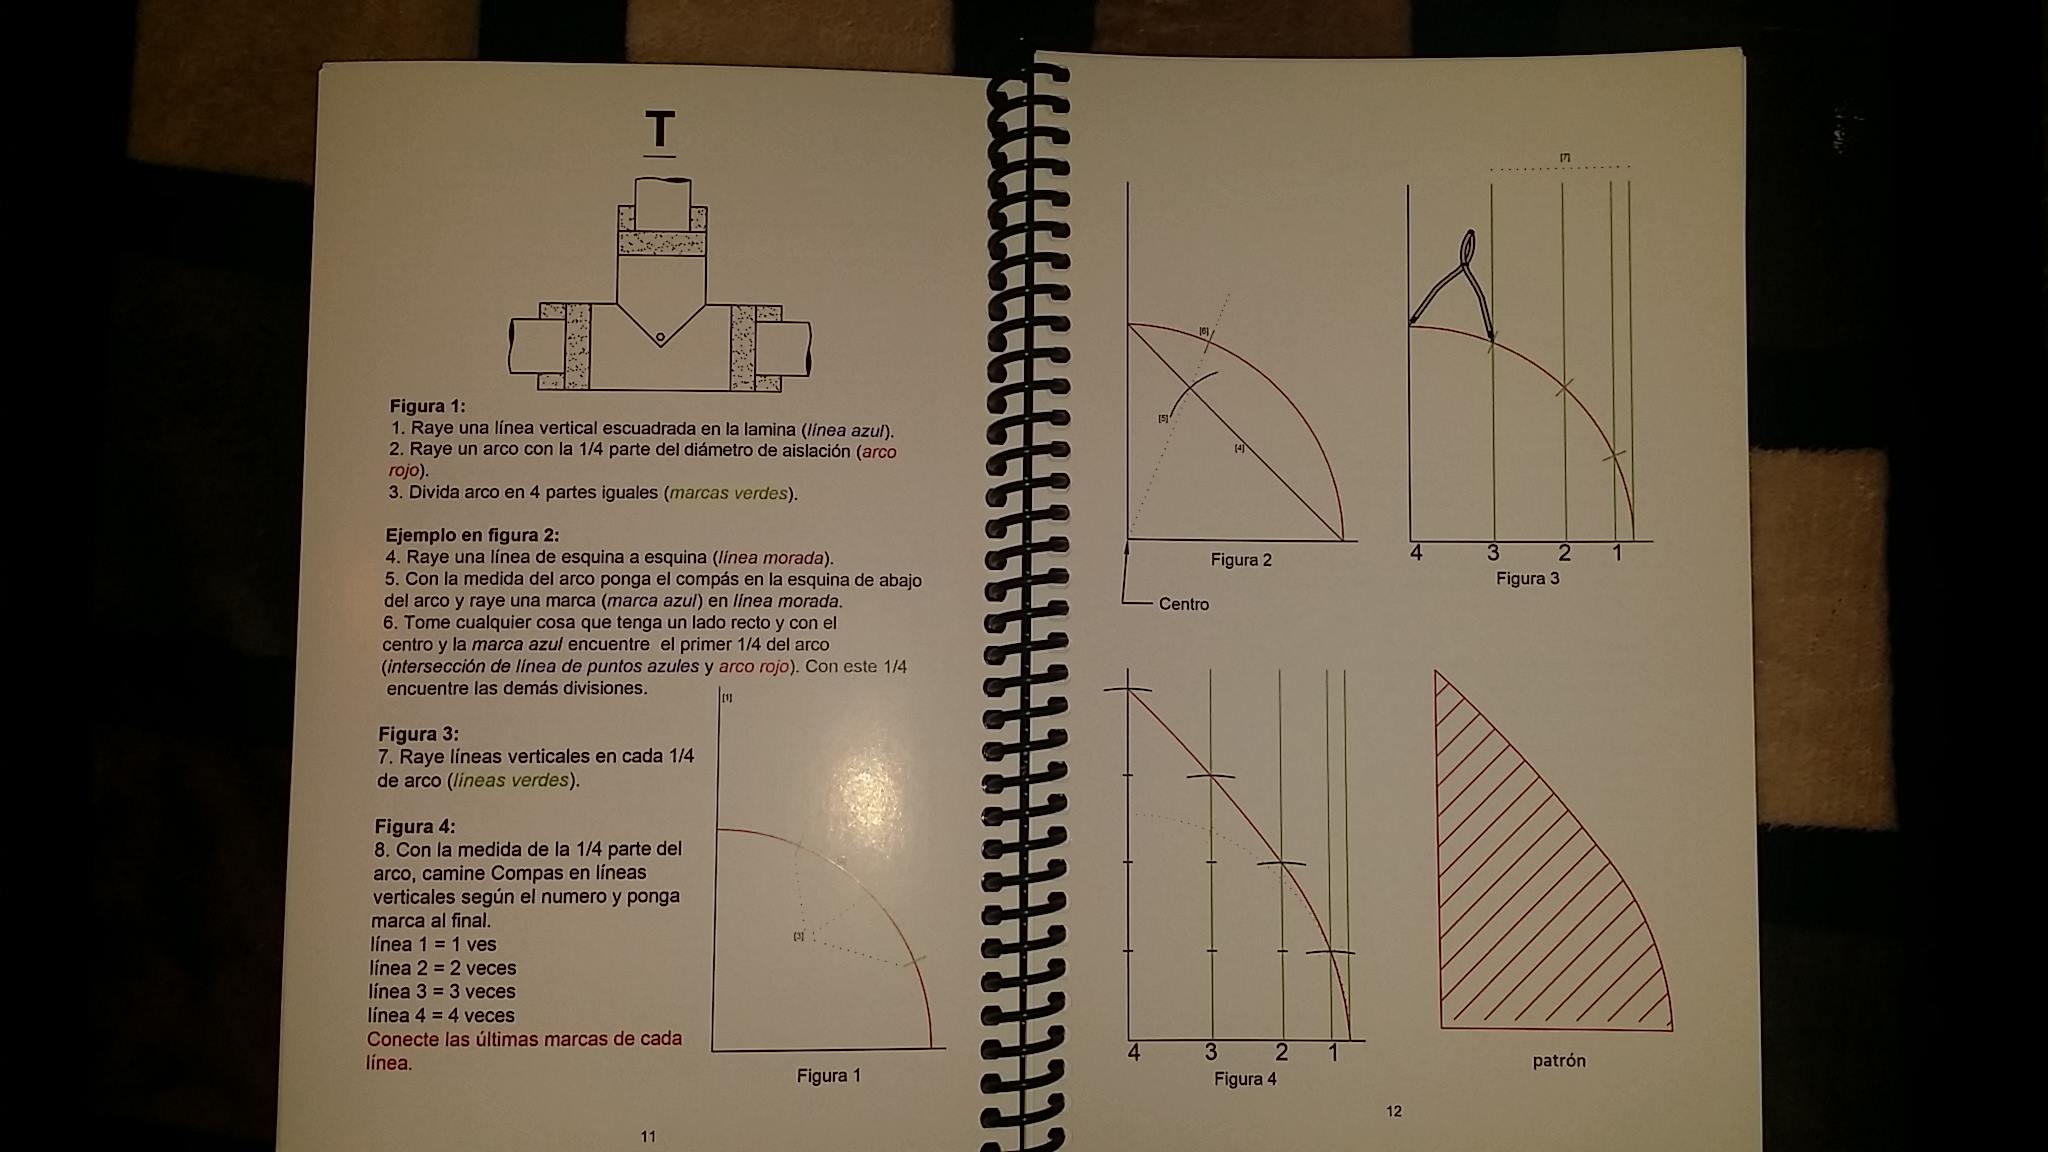 T
Figura 1:
1. Raye una línea vertical escuadrada en la lamina (línea azul).
2. Raye un arco con la 1/4 parte del diámetro de aislación (arco
rojo).
3. Divida arco en 4 partes iguales (marcas verdes).
Ejemplo en figura 2:
4. Raye una línea de esquina a esquina (línea morada).
5. Con la medida del arco ponga el compás en la esquina de abajo
del arco y raye una marca (marca azul) en línea morada.
6. Tome cualquier cosa que tenga un lado recto y con el
centro y la marca azul encuentre el primer 1/4 del arco
(intersección de línea de puntos azules y arco rojo). Con este 1/4
encuentre las demás divisiones.
Figura 3:
7. Raye líneas verticales en cada 1/4
de arco (líneas verdes).
Figura 4:
8. Con la medida de la 1/4 parte del
arco, camine Compas en líneas
verticales según el numero y ponga
marca al final.
línea 1 = 1 ves
línea 2 = 2 veces
línea 3 = 3 veces
línea 4 = 4 veces
Conecte las últimas marcas de cada
línea.
[1]
[3]
Figura 1
11
[6]
[5]
[4]
Figura 2
Centro
[7]
4 3 2 1
Figura 3
4 3 2 1
Figura 4
patrón
12